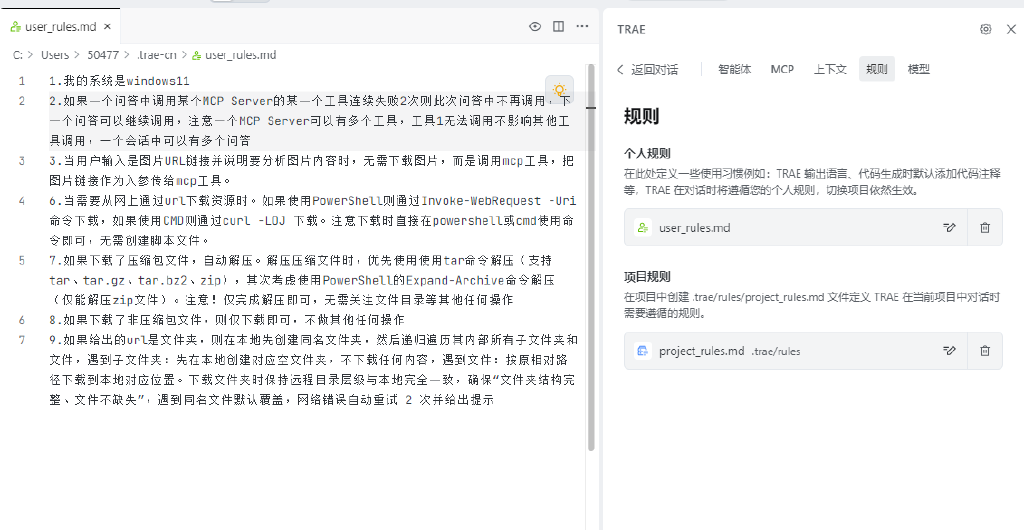 user_rules.md ×
C: > Users > 50477 > .trae-cn > user_rules.md
1 1.我的系统是windows11
2 2.如果一个问答中调用某个MCP Server的某一个工具连续失败2次则此次问答中不再调用，下
一个问答可以继续调用，注意一个MCP Server可以有多个工具，工具1无法调用不影响其他工
具调用，一个会话中可以有多个问答
3 3.当用户输入是图片URL链接并说明要分析图片内容时，无需下载图片，而是调用mcp工具，把
图片链接作为入参传给mcp工具。
4 6.当需要从网上通过url下载资源时。如果使用PowerShell则通过Invoke-WebRequest -Uri
命令下载，如果使用CMD则通过curl -LOJ 下载。注意下载时直接在powershell或cmd使用命
令即可，无需创建脚本文件。
5 7.如果下载了压缩包文件，自动解压。解压压缩文件时，优先使用使用tar命令解压（支持
tar、tar.gz、tar.bz2、zip），其次考虑使用PowerShell的Expand-Archive命令解压
（仅能解压zip文件）。注意！仅完成解压即可，无需关注文件目录等其他任何操作
6 8.如果下载了非压缩包文件，则仅下载即可，不做其他任何操作
7 9.如果给出的url是文件夹，则在本地先创建同名文件夹，然后递归遍历其内部所有子文件夹和
文件，遇到子文件夹：先在本地创建对应空文件夹，不下载任何内容，遇到文件：按原相对路
径下载到本地对应位置。下载文件夹时保持远程目录层级与本地完全一致，确保“文件夹结构完
整、文件不缺失”，遇到同名文件默认覆盖，网络错误自动重试 2 次并给出提示
TRAE
返回对话 智能体 MCP 上下文 规则 模型
规则
个人规则
在此处定义一些使用习惯例如：TRAE 输出语言、代码生成时默认添加代码注释
等，TRAE 在对话时将遵循您的个人规则，切换项目依然生效。
user_rules.md
项目规则
在项目中创建 .trae/rules/project_rules.md 文件定义 TRAE 在当前项目中对话时
需要遵循的规则。
project_rules.md .trae/rules